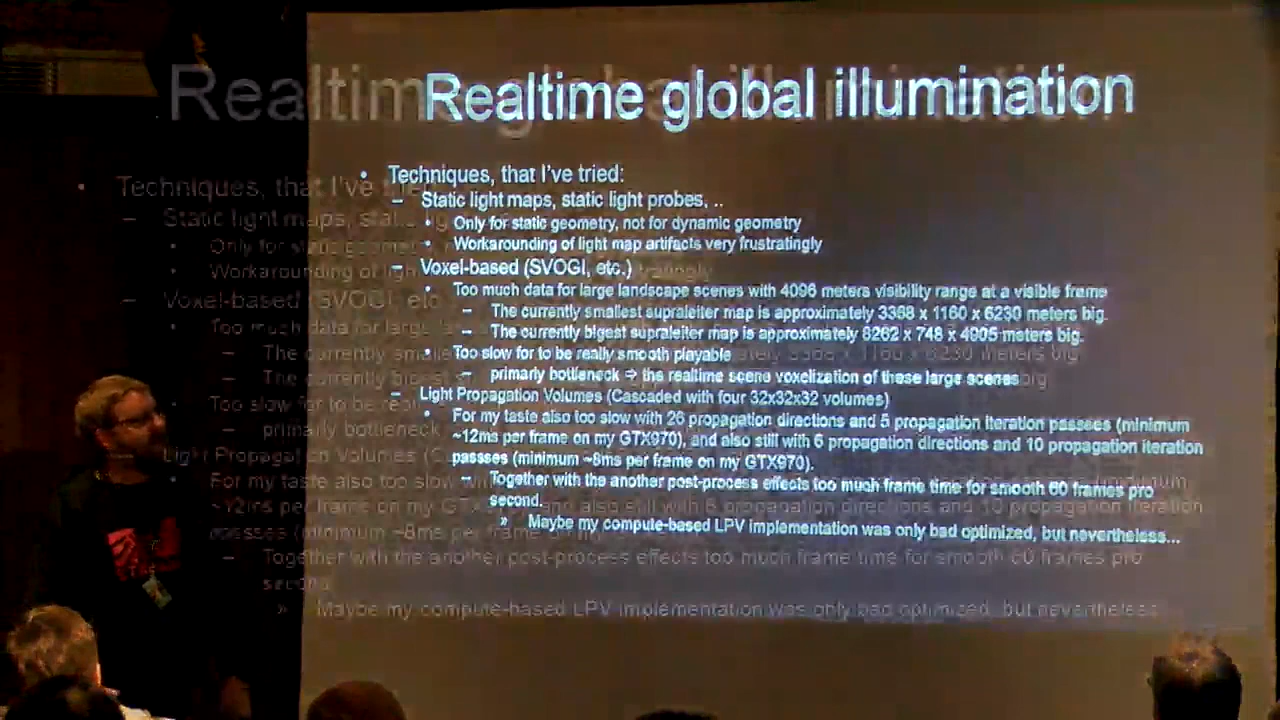 Realtime global illumination
• Techniques, that I've tried:
– Static light maps, static light probes, ..
• Only for static geometry, not for dynamic geometry
• Workarounding of light map artifacts very frustratingly
– Voxel-based (SVOGI, etc.)
• Too much data for large landscape scenes with 4096 meters visibility range at a visible frame
– The currently smallest supraleiter map is approximately 3368 x 1160 x 6230 meters big.
– The currently bigest supraleiter map is approximately 8262 x 748 x 4905 meters big.
• Too slow for to be really smooth playable
– primarly bottleneck ⇒ the realtime scene voxelization of these large scenes
– Light Propagation Volumes (Cascaded with four 32x32x32 volumes)
• For my taste also too slow with 26 propagation directions and 5 propagation iteration passses (minimum
~12ms per frame on my GTX970), and also still with 6 propagation directions and 10 propagation iteration
passses (minimum ~8ms per frame on my GTX970).
– Together with the another post-process effects too much frame time for smooth 60 frames pro
second.
» Maybe my compute-based LPV implementation was only bad optimized, but nevertheless...